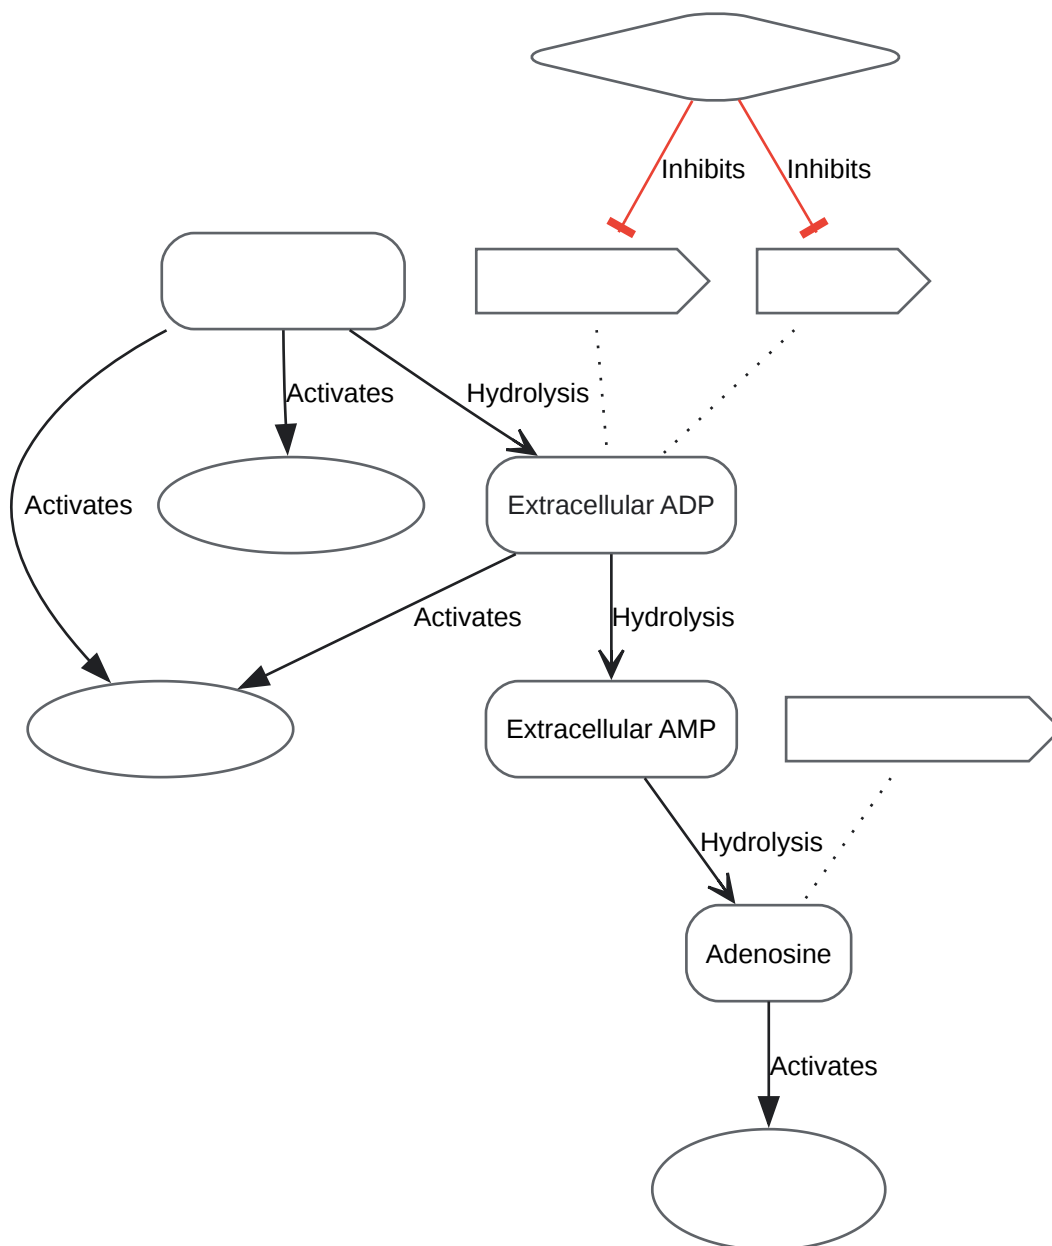 Inhibits
Inhibits
Activates
Hydrolysis
Activates
Extracellular ADP
Activates
Hydrolysis
Extracellular AMP
Hydrolysis
Adenosine
Activates